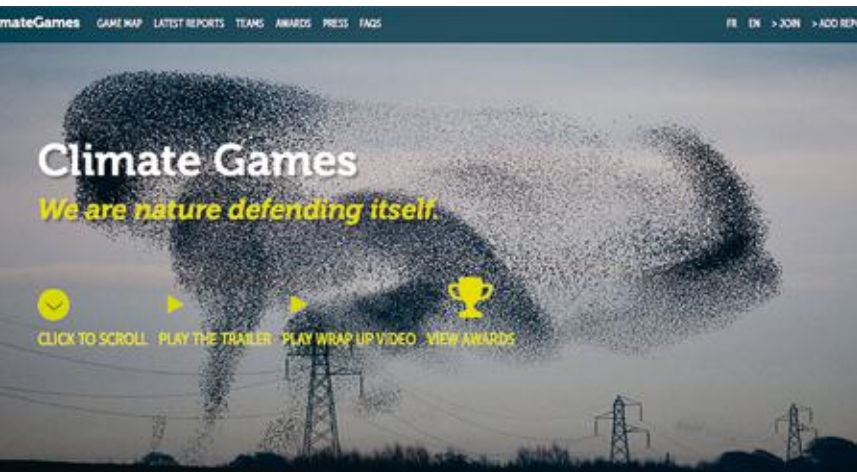 mateGames GAME MAP LATEST REPORTS TEAMS AWARDS PRESS FAQS FR EN > JOIN > ADD REPO
Climate Games
We are nature defending itself.
CLICK TO SCROLL PLAY THE TRAILER PLAY WRAP UP VIDEO VIEW AWARDS